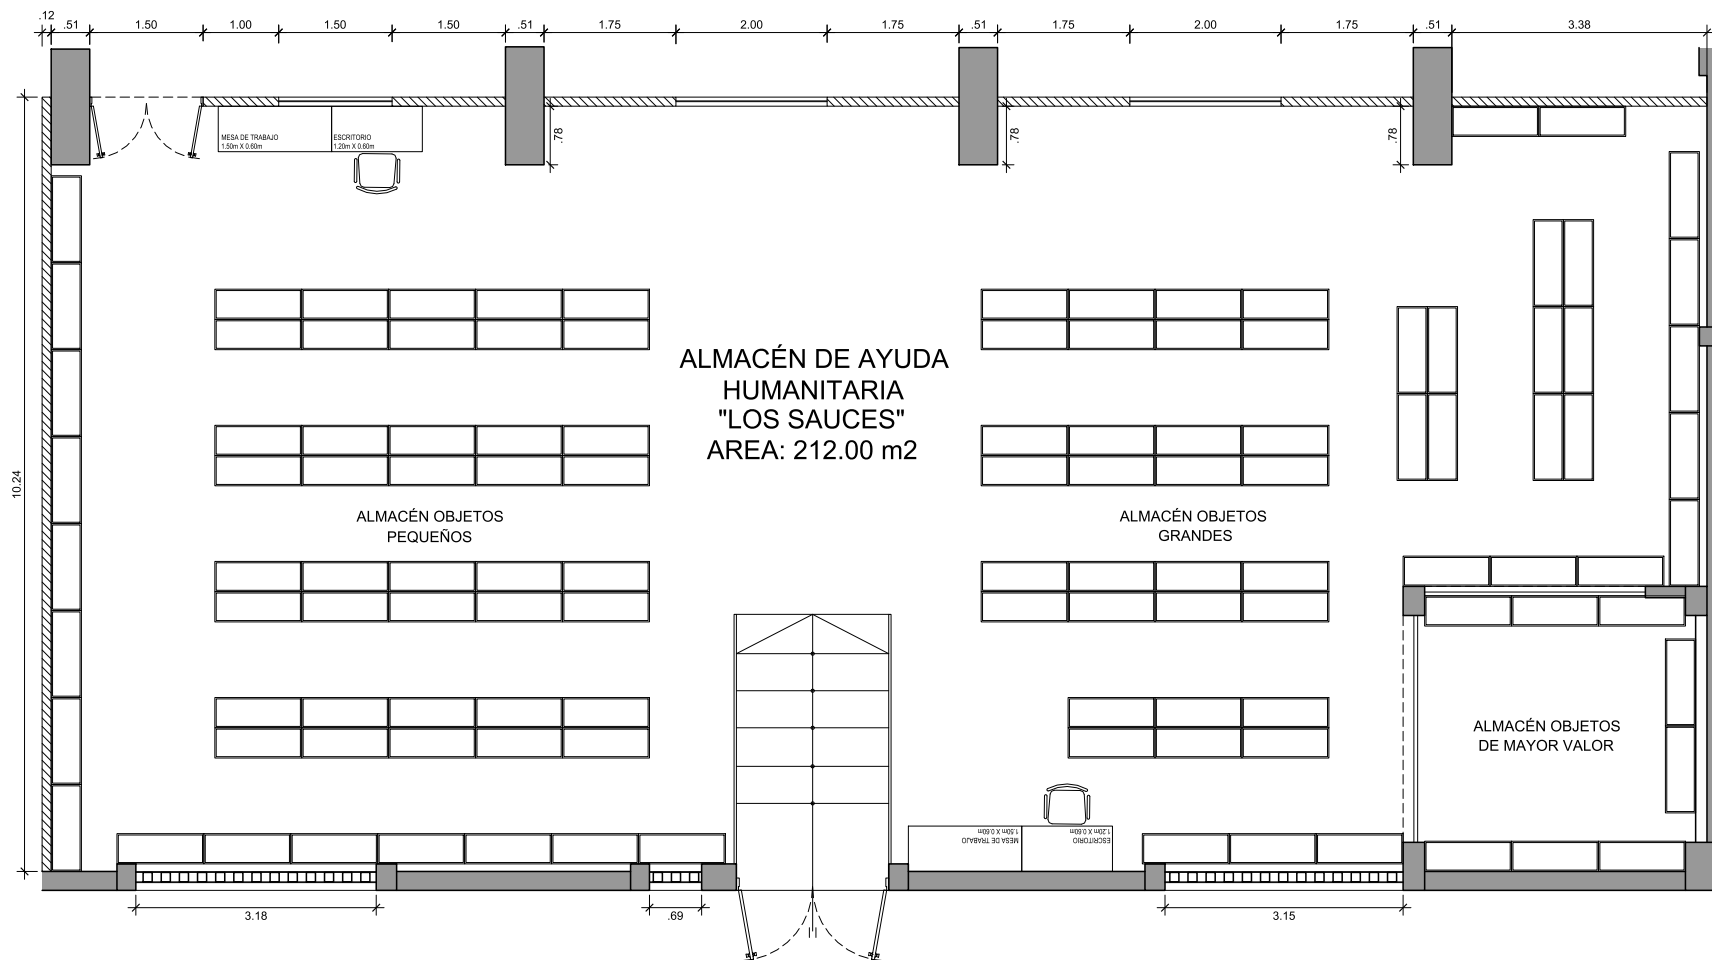 .12
.51
1.50
1.00
1.50
1.50
.51
1.75
2.00
1.75
.51
1.75
2.00
1.75
.51
3.38
MESA DE TRABAJO
1.50m X 0.60m
ESCRITORIO
1.20m X 0.60m
.78
.78
.78
10.24
ALMACÉN DE AYUDA
HUMANITARIA
"LOS SAUCES"
AREA: 212.00 m2
ALMACÉN OBJETOS
PEQUEÑOS
ALMACÉN OBJETOS
GRANDES
ALMACÉN OBJETOS
DE MAYOR VALOR
MESA DE TRABAJO
1.50m X 0.60m
ESCRITORIO
1.20m X 0.60m
3.18
.69
3.15